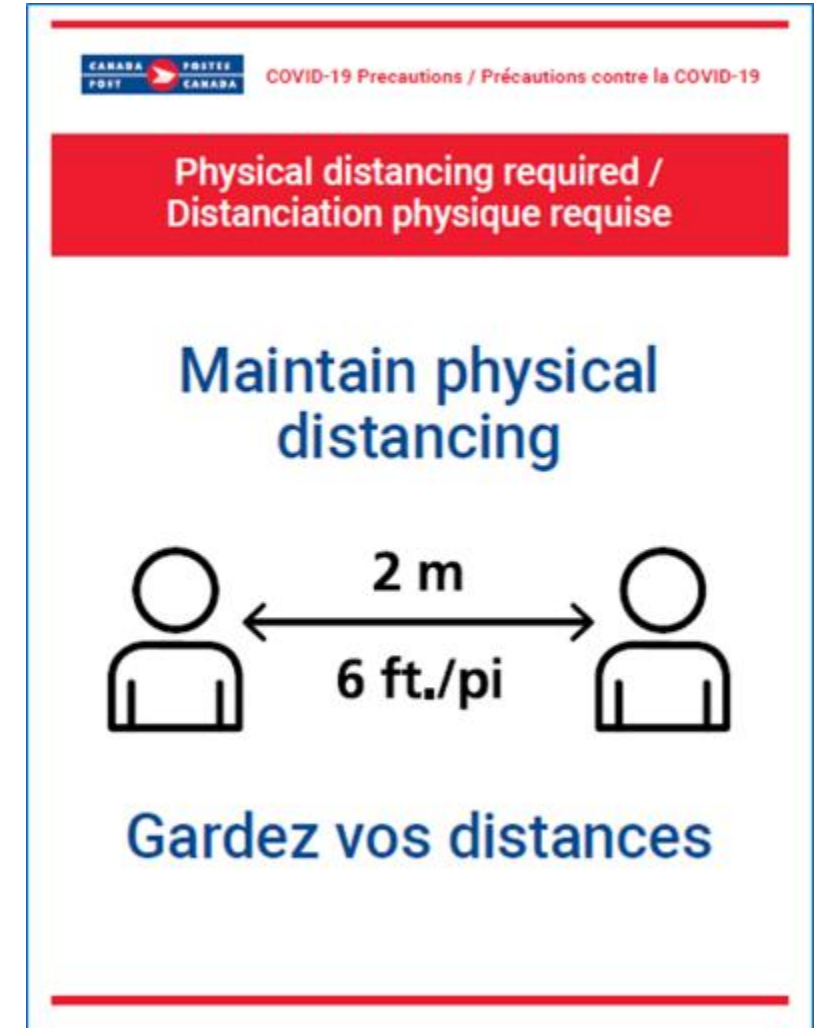 CANADA POST POSTES CANADA
COVID-19 Precautions / Précautions contre la COVID-19
Physical distancing required /
Distanciation physique requise
Maintain physical
distancing
2 m
6 ft./pi
Gardez vos distances